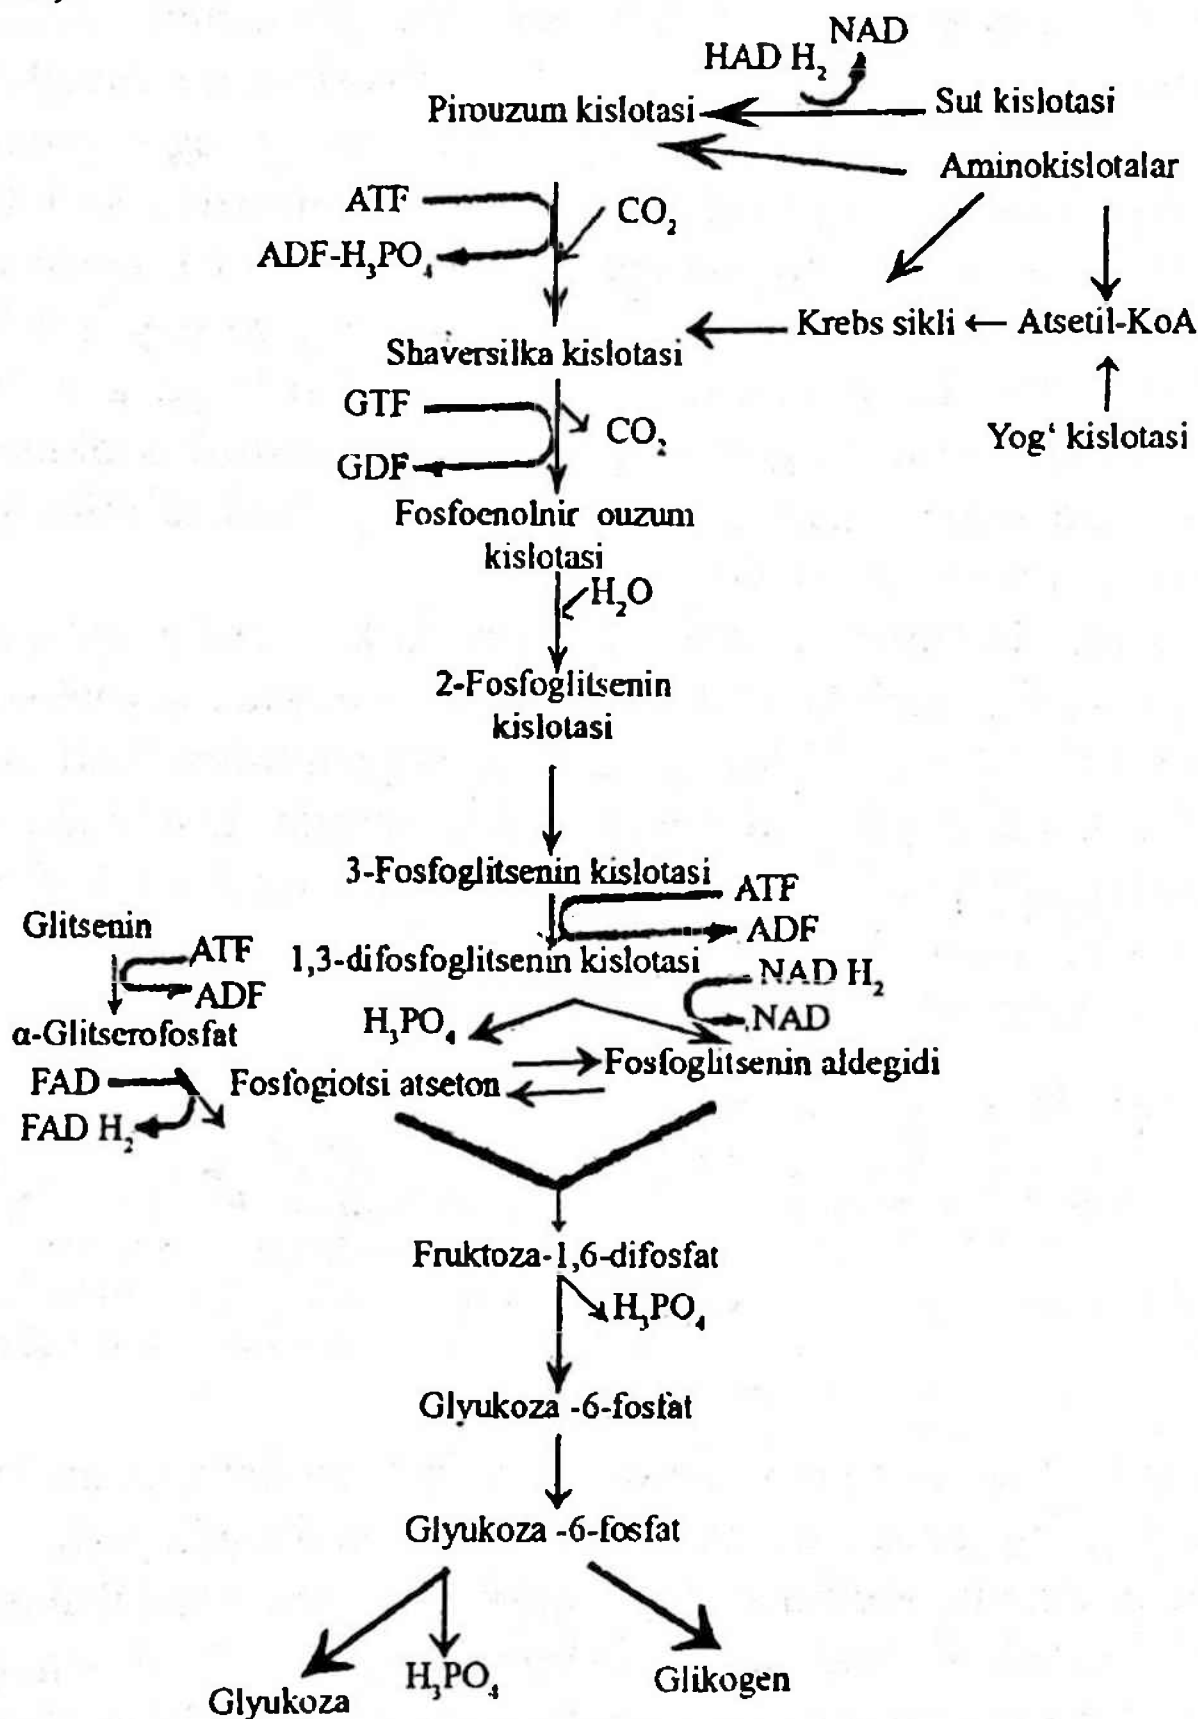 NAD
HAD H₂
Pirouzum kislotasi
Sut kislotasi
Aminokislotalar
ATF
CO₂
ADF-H₃PO₄
Krebs sikli
Atsetil-KoA
Shaversilka kislotasi
GTF
CO₂
Yog‘ kislotasi
GDF
Fosfoenolnir ouzum
kislotasi
H₂O
2-Fosfoglitsenin
kislotasi
3-Fosfoglitsenin kislotasi
ATF
ADF
Glitsenin
ATF
1,3-difosfoglitsenin kislotasi
NAD H₂
ADF
H₃PO₄
NAD
α-Glitserofosfat
Fosfoglitsenin aldegidi
FAD
Fosfogiotsi atseton
FAD H₂
Fruktoza-1,6-difosfat
H₃PO₄
Glyukoza -6-fosfat
Glyukoza -6-fosfat
H₃PO₄
Glikogen
Glyukoza